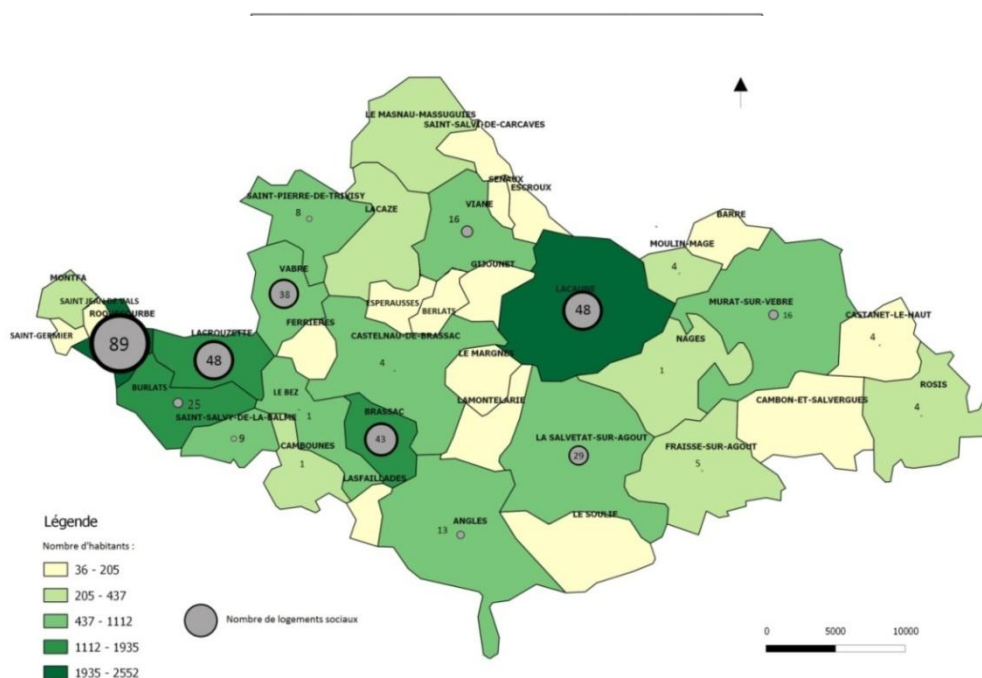 LE MASNAU-MASSUGUIES
SAINT-SALVI-DE-CARCAVES
SENAUX
ESCROUX
SAINT-PIERRE-DE-TRIVISY
8
LACAZE
VIANE
16
BARRE
MOULIN-MAGE
4
GIJOUNET
VABRE
38
MONTFA
SAINT JEAN DE VALS
ROQUECOURBE
89
SAINT-GERMIER
LACROUZETTE
48
FERRIERES
ESPERAUSSES
BERLATS
LACAUNE
48
MURAT-SUR-VEBRE
16
CASTANET-LE-HAUT
4
CASTELNAU-DE-BRASSAC
4
LE MARGNES
NAGES
1
BURLATS
25
LE BEZ
1
SAINT-SALVY-DE-LA-BALME
9
BRASSAC
43
LAMONTELARIE
CAMBON-ET-SALVERGUES
ROSIS
4
CAMBOUNES
1
LA SALVETAT-SUR-AGOUT
29
FRAISSE-SUR-AGOUT
5
LASFAILLADES
ANGLES
13
LE SOULIE
Légende
Nombre d'habitants :
36 - 205
205 - 437
437 - 1112
1112 - 1935
1935 - 2552
Nombre de logements sociaux
0 5000 10000